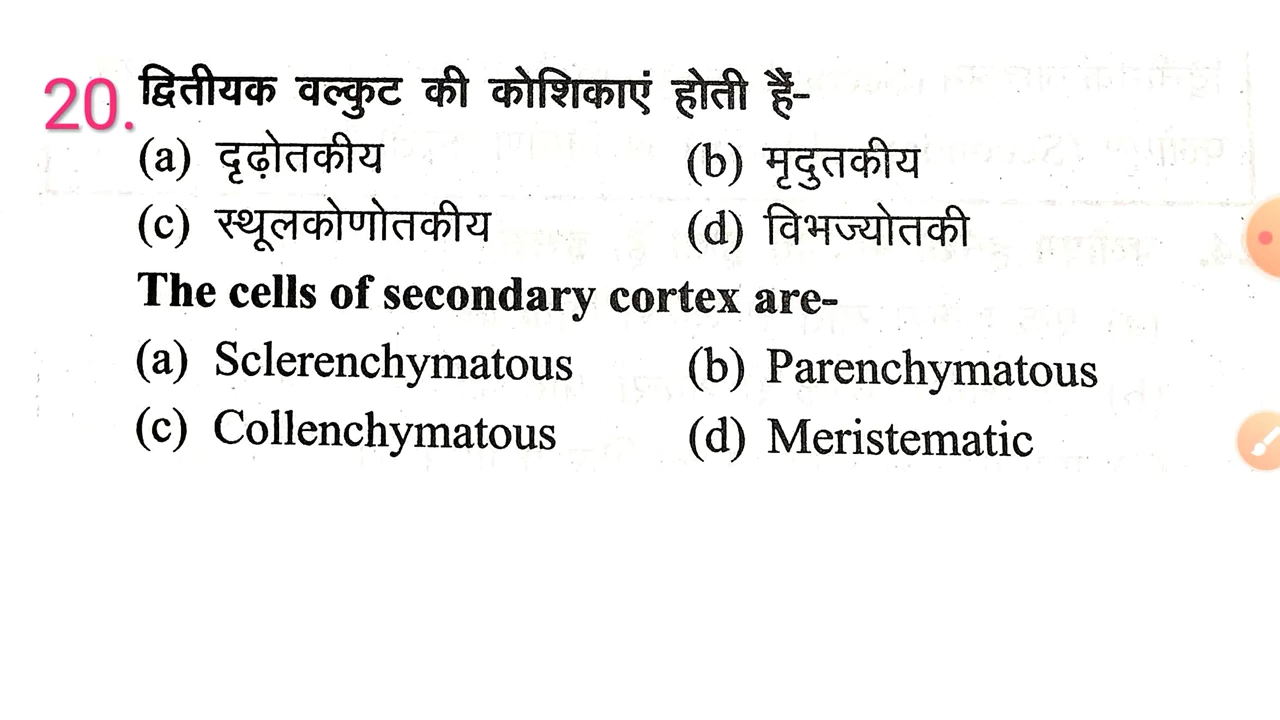 20. द्वितीयक वल्कुट की कोशिकाएं होती हैं-
(a) दृढ़ोतकीय (b) मृदुतकीय
(c) स्थूलकोणोतकीय (d) विभज्योतकी
The cells of secondary cortex are-
(a) Sclerenchymatous (b) Parenchymatous
(c) Collenchymatous (d) Meristematic